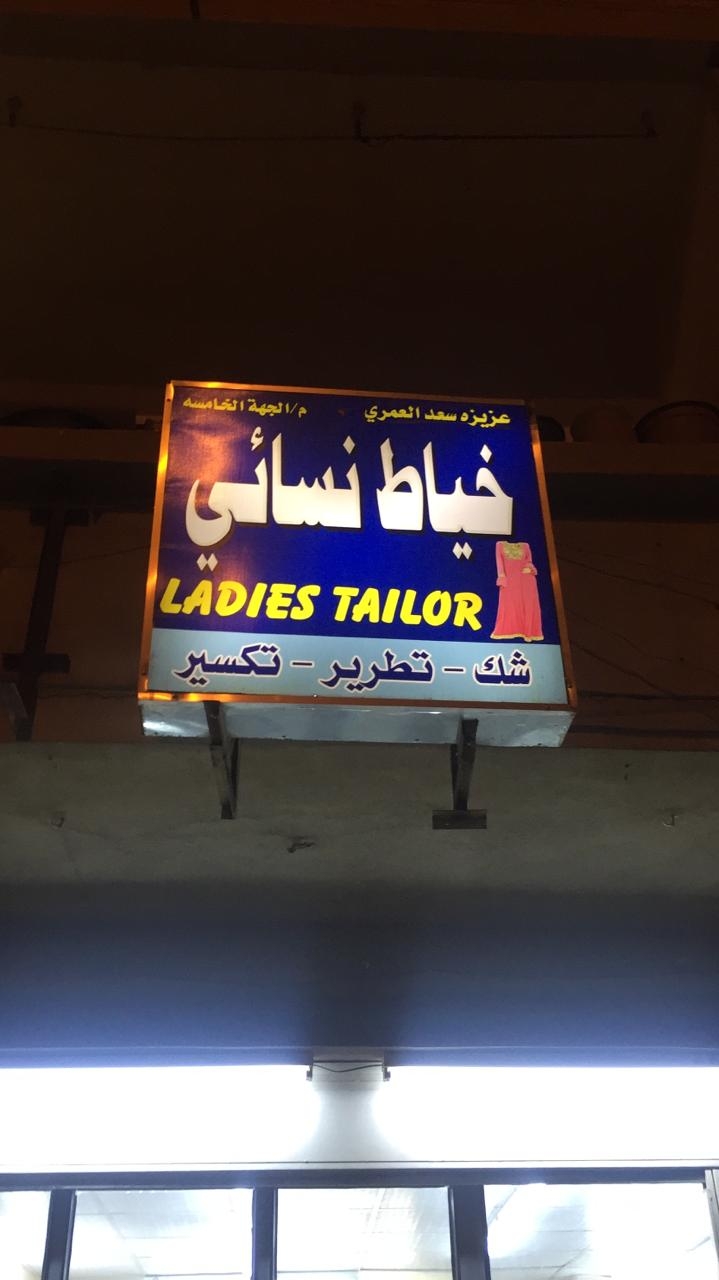 عزيزه سعد العمري م/الجهة الخامسه
خياط نسائي
LADIES TAILOR
شك - تطرير - تكسير